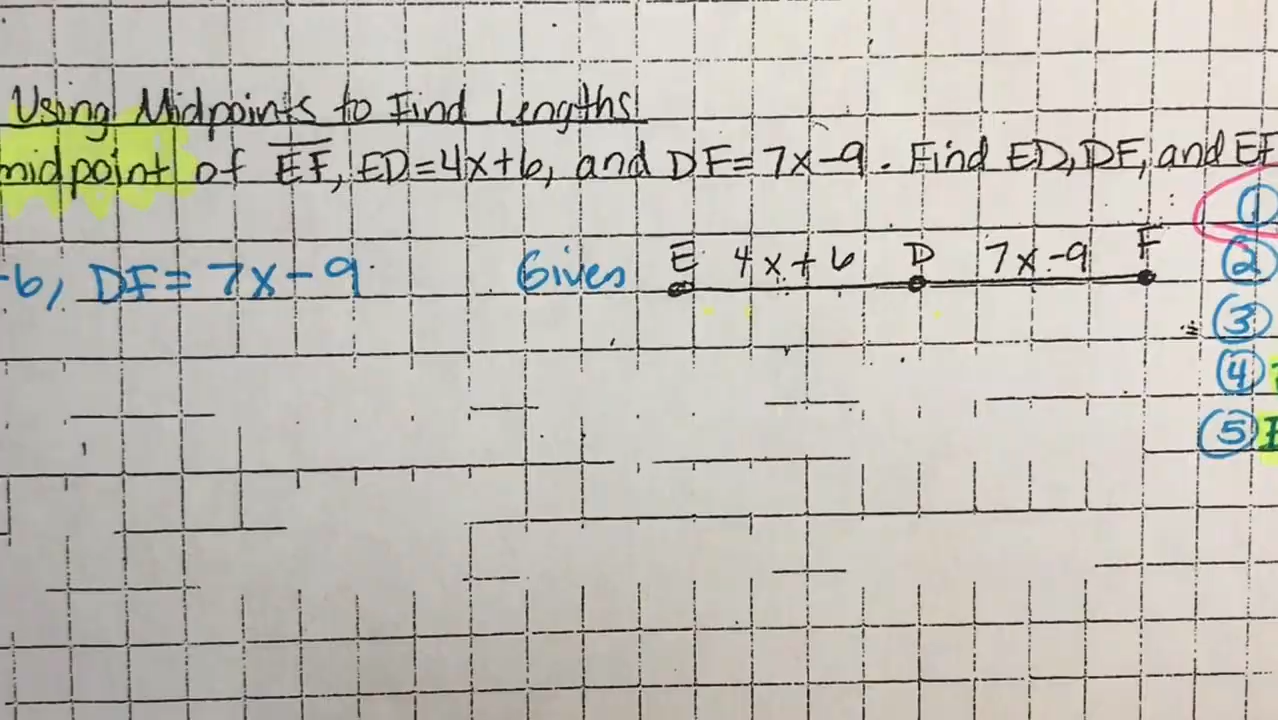 Using Midpoints to Find Lengths
midpoint of EF, ED=4x+6, and DF=7x-9. Find ED, DF, and EF
-6, DF=7x-9
Gives E 4x+6 D 7x-9 F
①
②
③
④
⑤